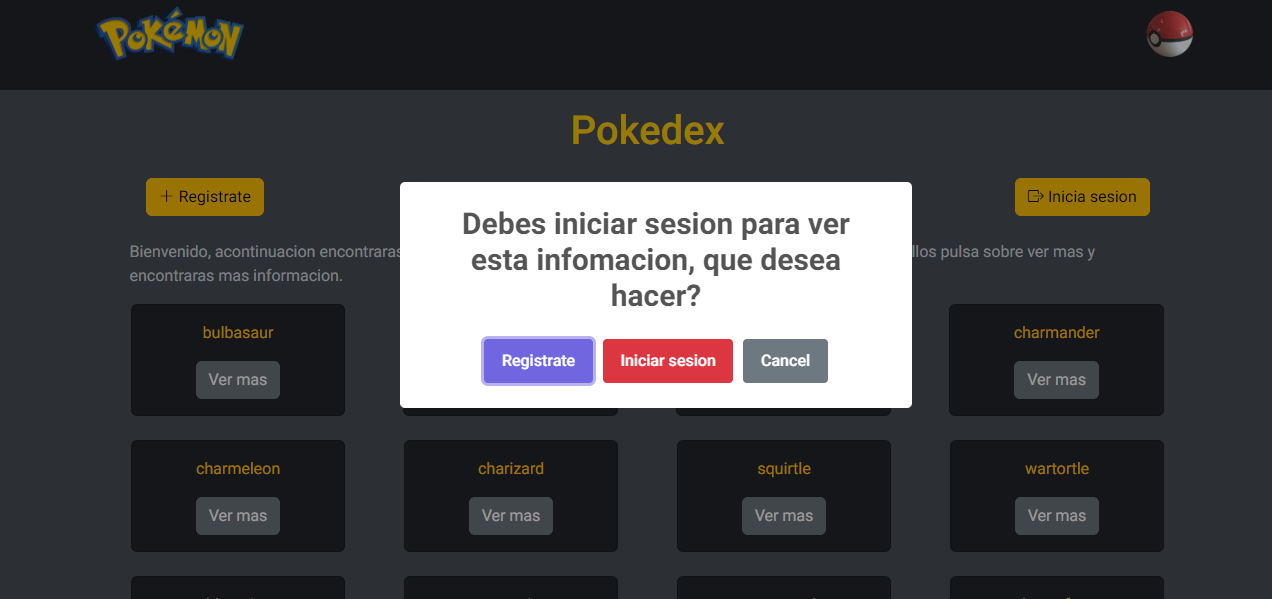 POKéMON
Pokedex
+ Registrate
Inicia sesion
Bienvenido, acontinuacion encontraras
pulsa sobre ver mas y
encontraras mas informacion.
Debes iniciar sesion para ver
esta infomacion, que desea
hacer?
Registrate
Iniciar sesion
Cancel
bulbasaur
charmander
Ver mas
Ver mas
charmeleon
charizard
squirtle
wartortle
Ver mas
Ver mas
Ver mas
Ver mas